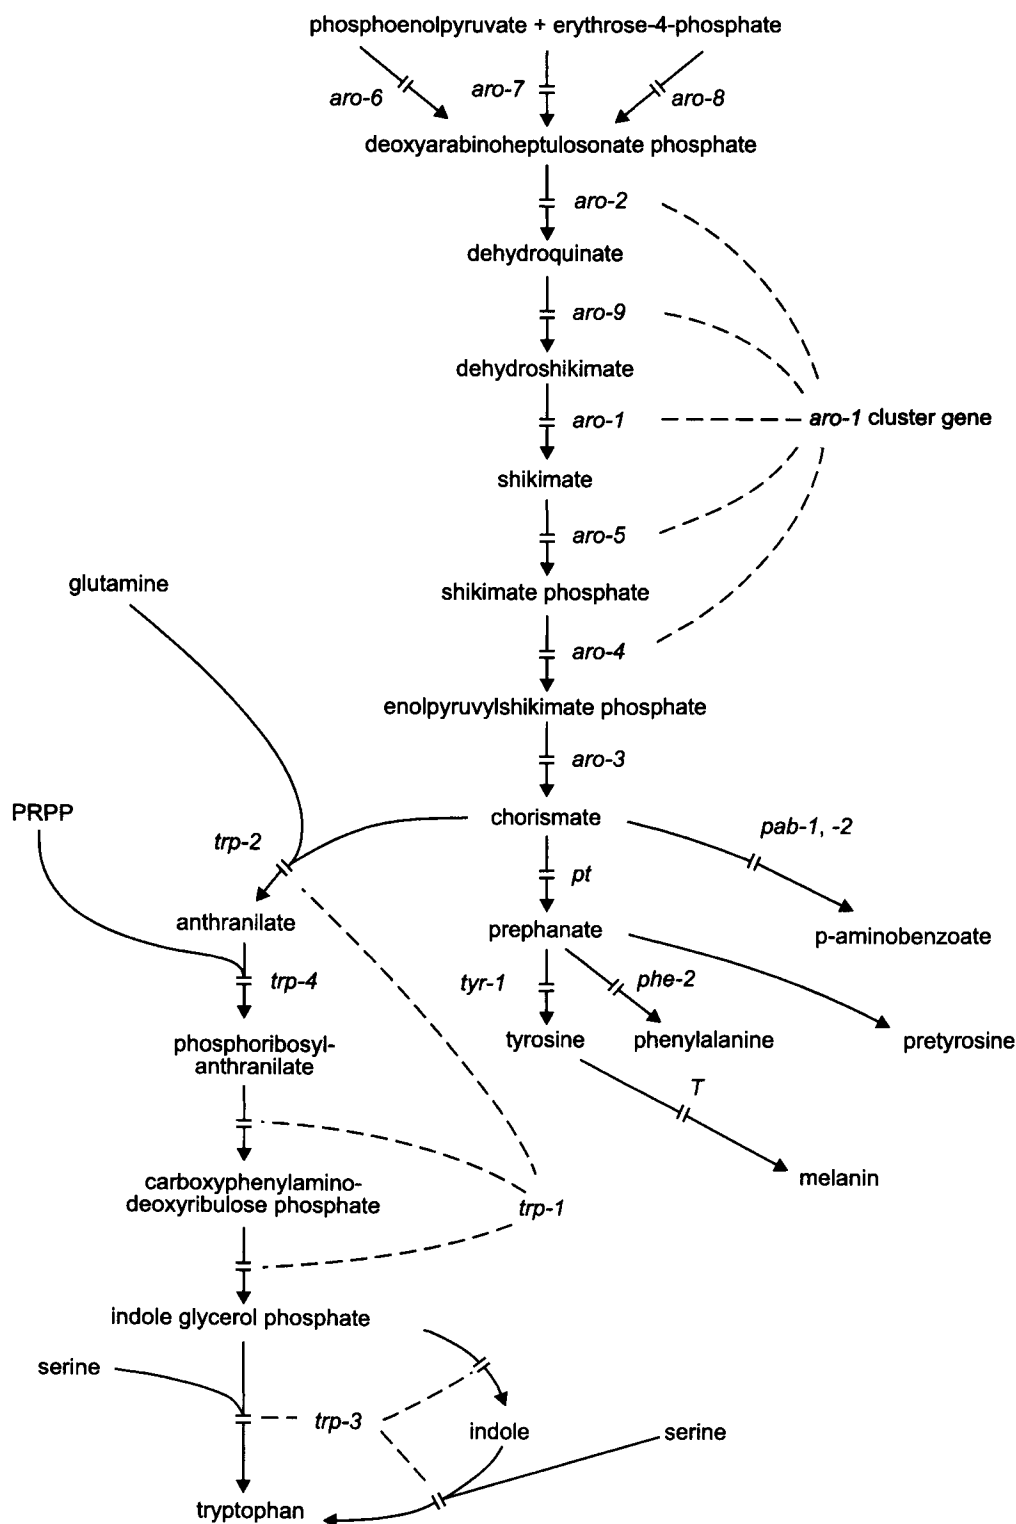 phosphoenolpyruvate + erythrose-4-phosphate
aro-6
aro-7
aro-8
deoxyarabinoheptulosonate phosphate
aro-2
dehydroquinate
aro-9
dehydroshikimate
aro-1
aro-1 cluster gene
shikimate
aro-5
glutamine
shikimate phosphate
aro-4
enolpyruvylshikimate phosphate
aro-3
PRPP
chorismate
trp-2
pab-1, -2
pt
anthranilate
prephanate
p-aminobenzoate
trp-4
tyr-1
phe-2
phosphoribosyl-
anthranilate
tyrosine
phenylalanine
pretyrosine
T
carboxyphenylamino-
deoxyribulose phosphate
melanin
trp-1
indole glycerol phosphate
serine
trp-3
indole
serine
tryptophan